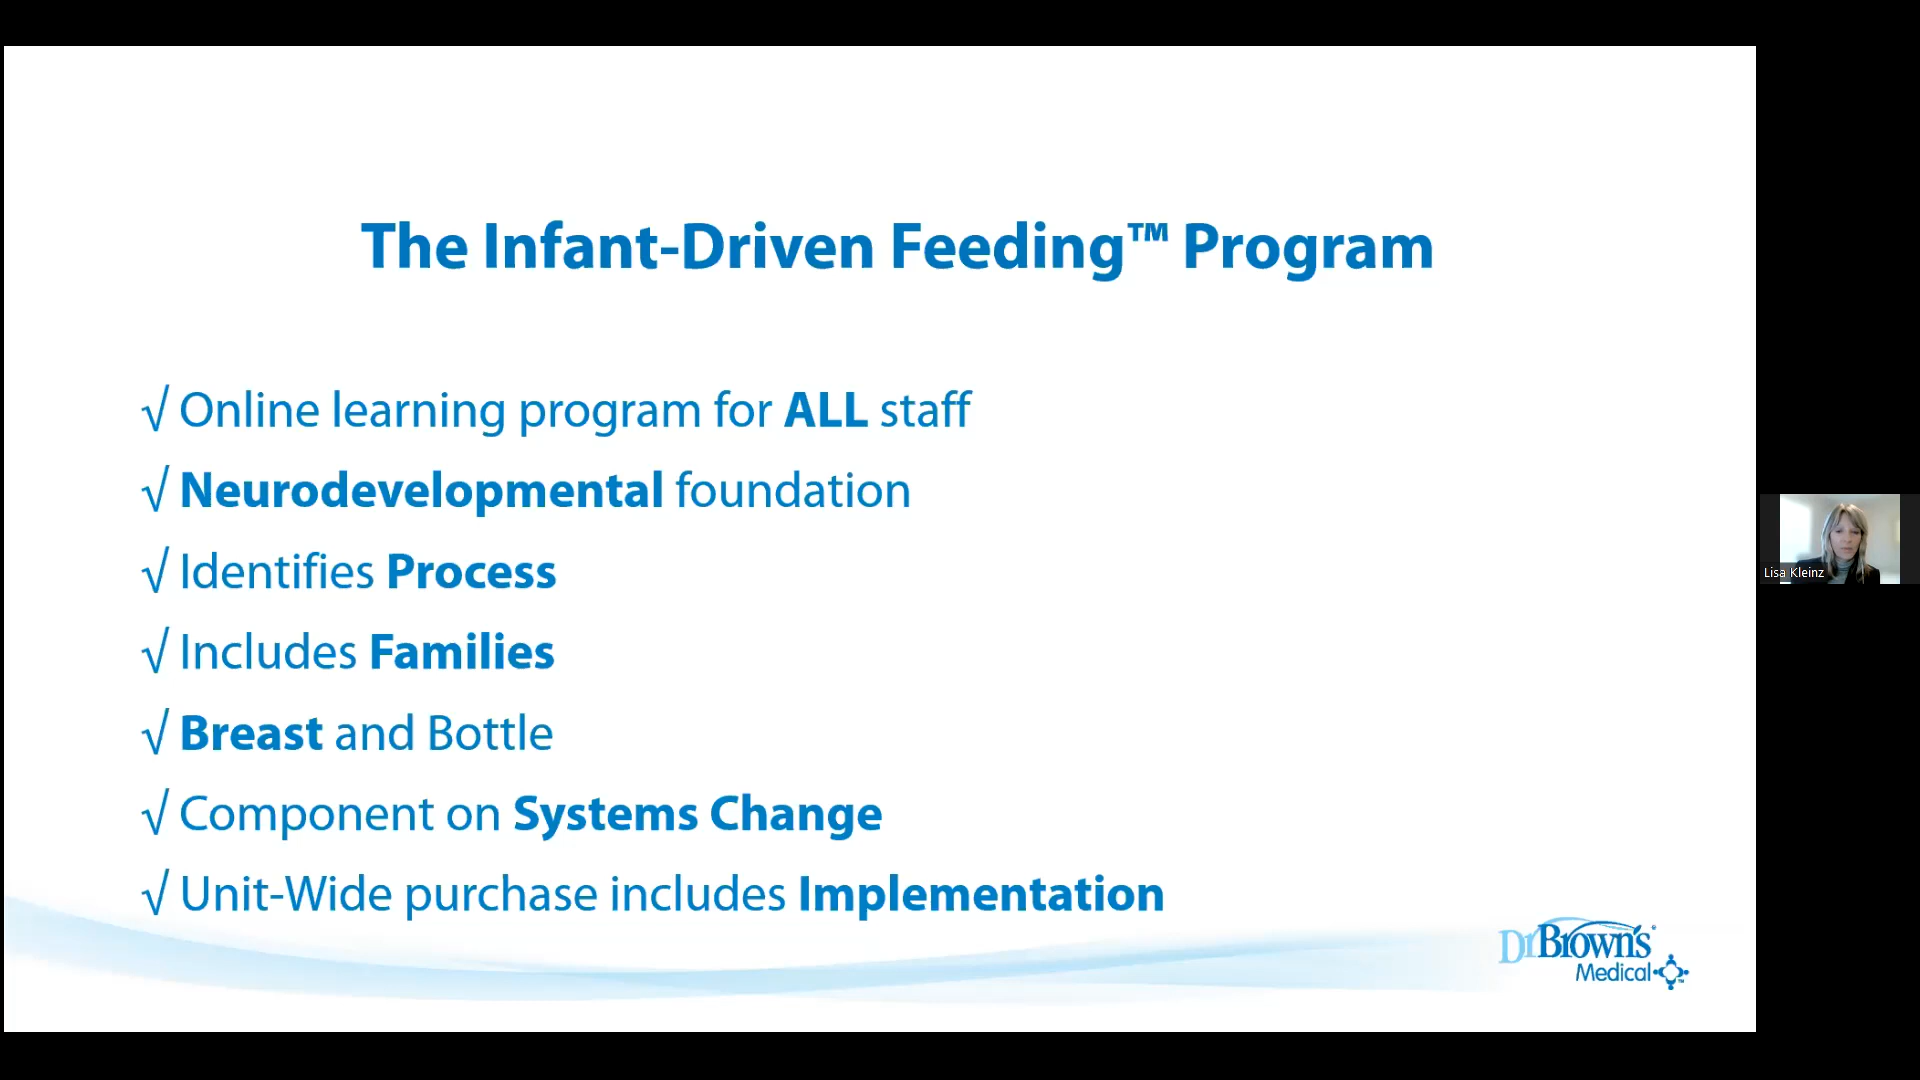 The Infant-Driven Feeding™ Program
√ Online learning program for ALL staff
√ Neurodevelopmental foundation
√ Identifies Process
√ Includes Families
√ Breast and Bottle
√ Component on Systems Change
√ Unit-Wide purchase includes Implementation
Dr Brown's®
Medical™
Lisa Kleinz